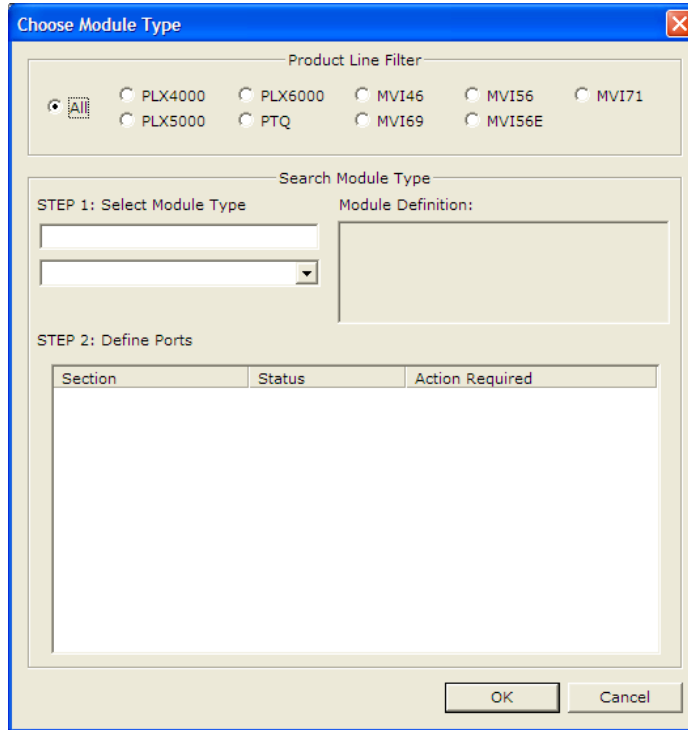 Choose Module Type
Product Line Filter
All
PLX4000 PLX6000 MVI46 MVI56 MVI71
PLX5000 PTQ MVI69 MVI56E
Search Module Type
STEP 1: Select Module Type
Module Definition:
STEP 2: Define Ports
Section Status Action Required
OK Cancel